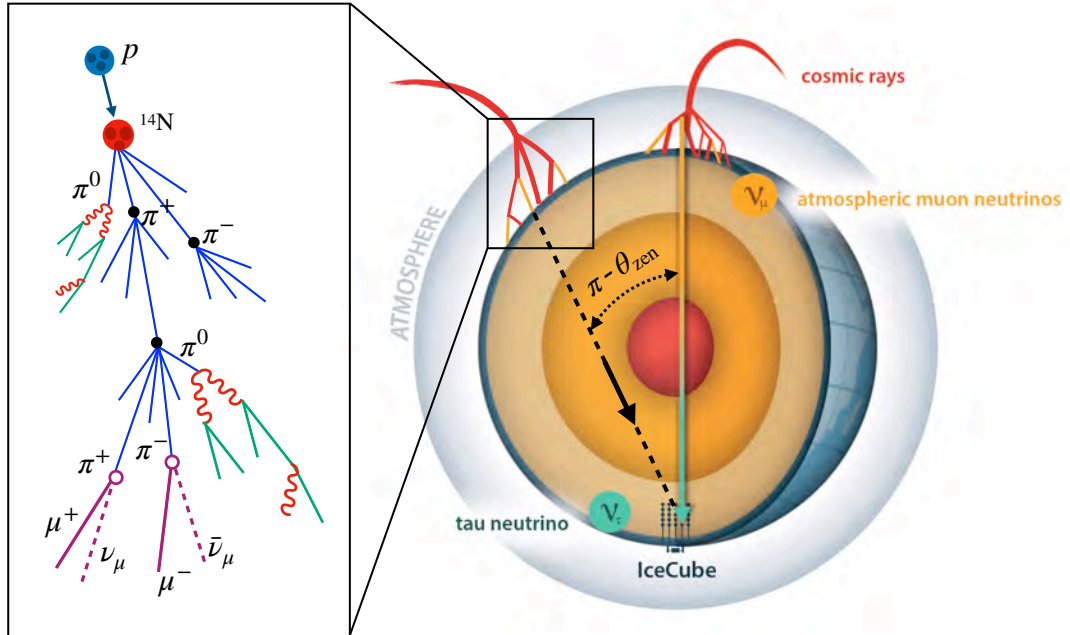 p
¹⁴N
π⁰
π⁺
π⁻
π⁰
π⁺
π⁻
μ⁺
ν_μ
μ⁻
ν̄_μ
cosmic rays
ν_μ
atmospheric muon neutrinos
ATMOSPHERE
π-θ_zen
tau neutrino
ν_τ
IceCube